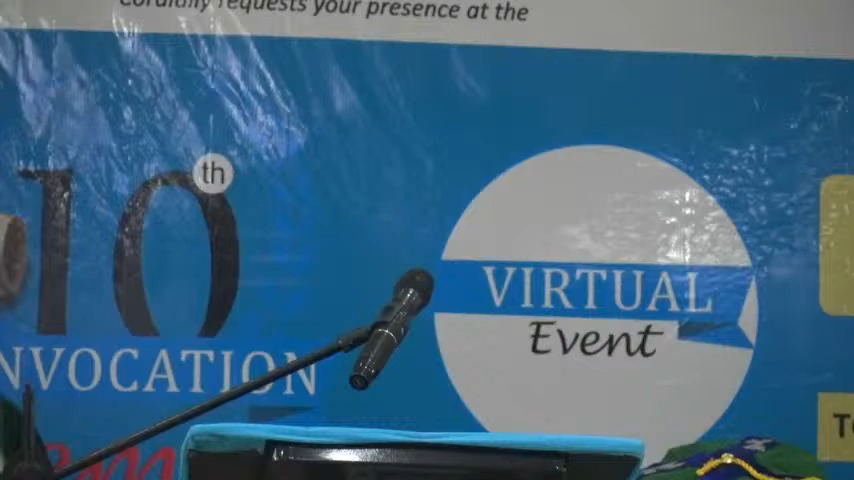 Cordially requests your presence at the
10th
NVOCATION
VIRTUAL
Event